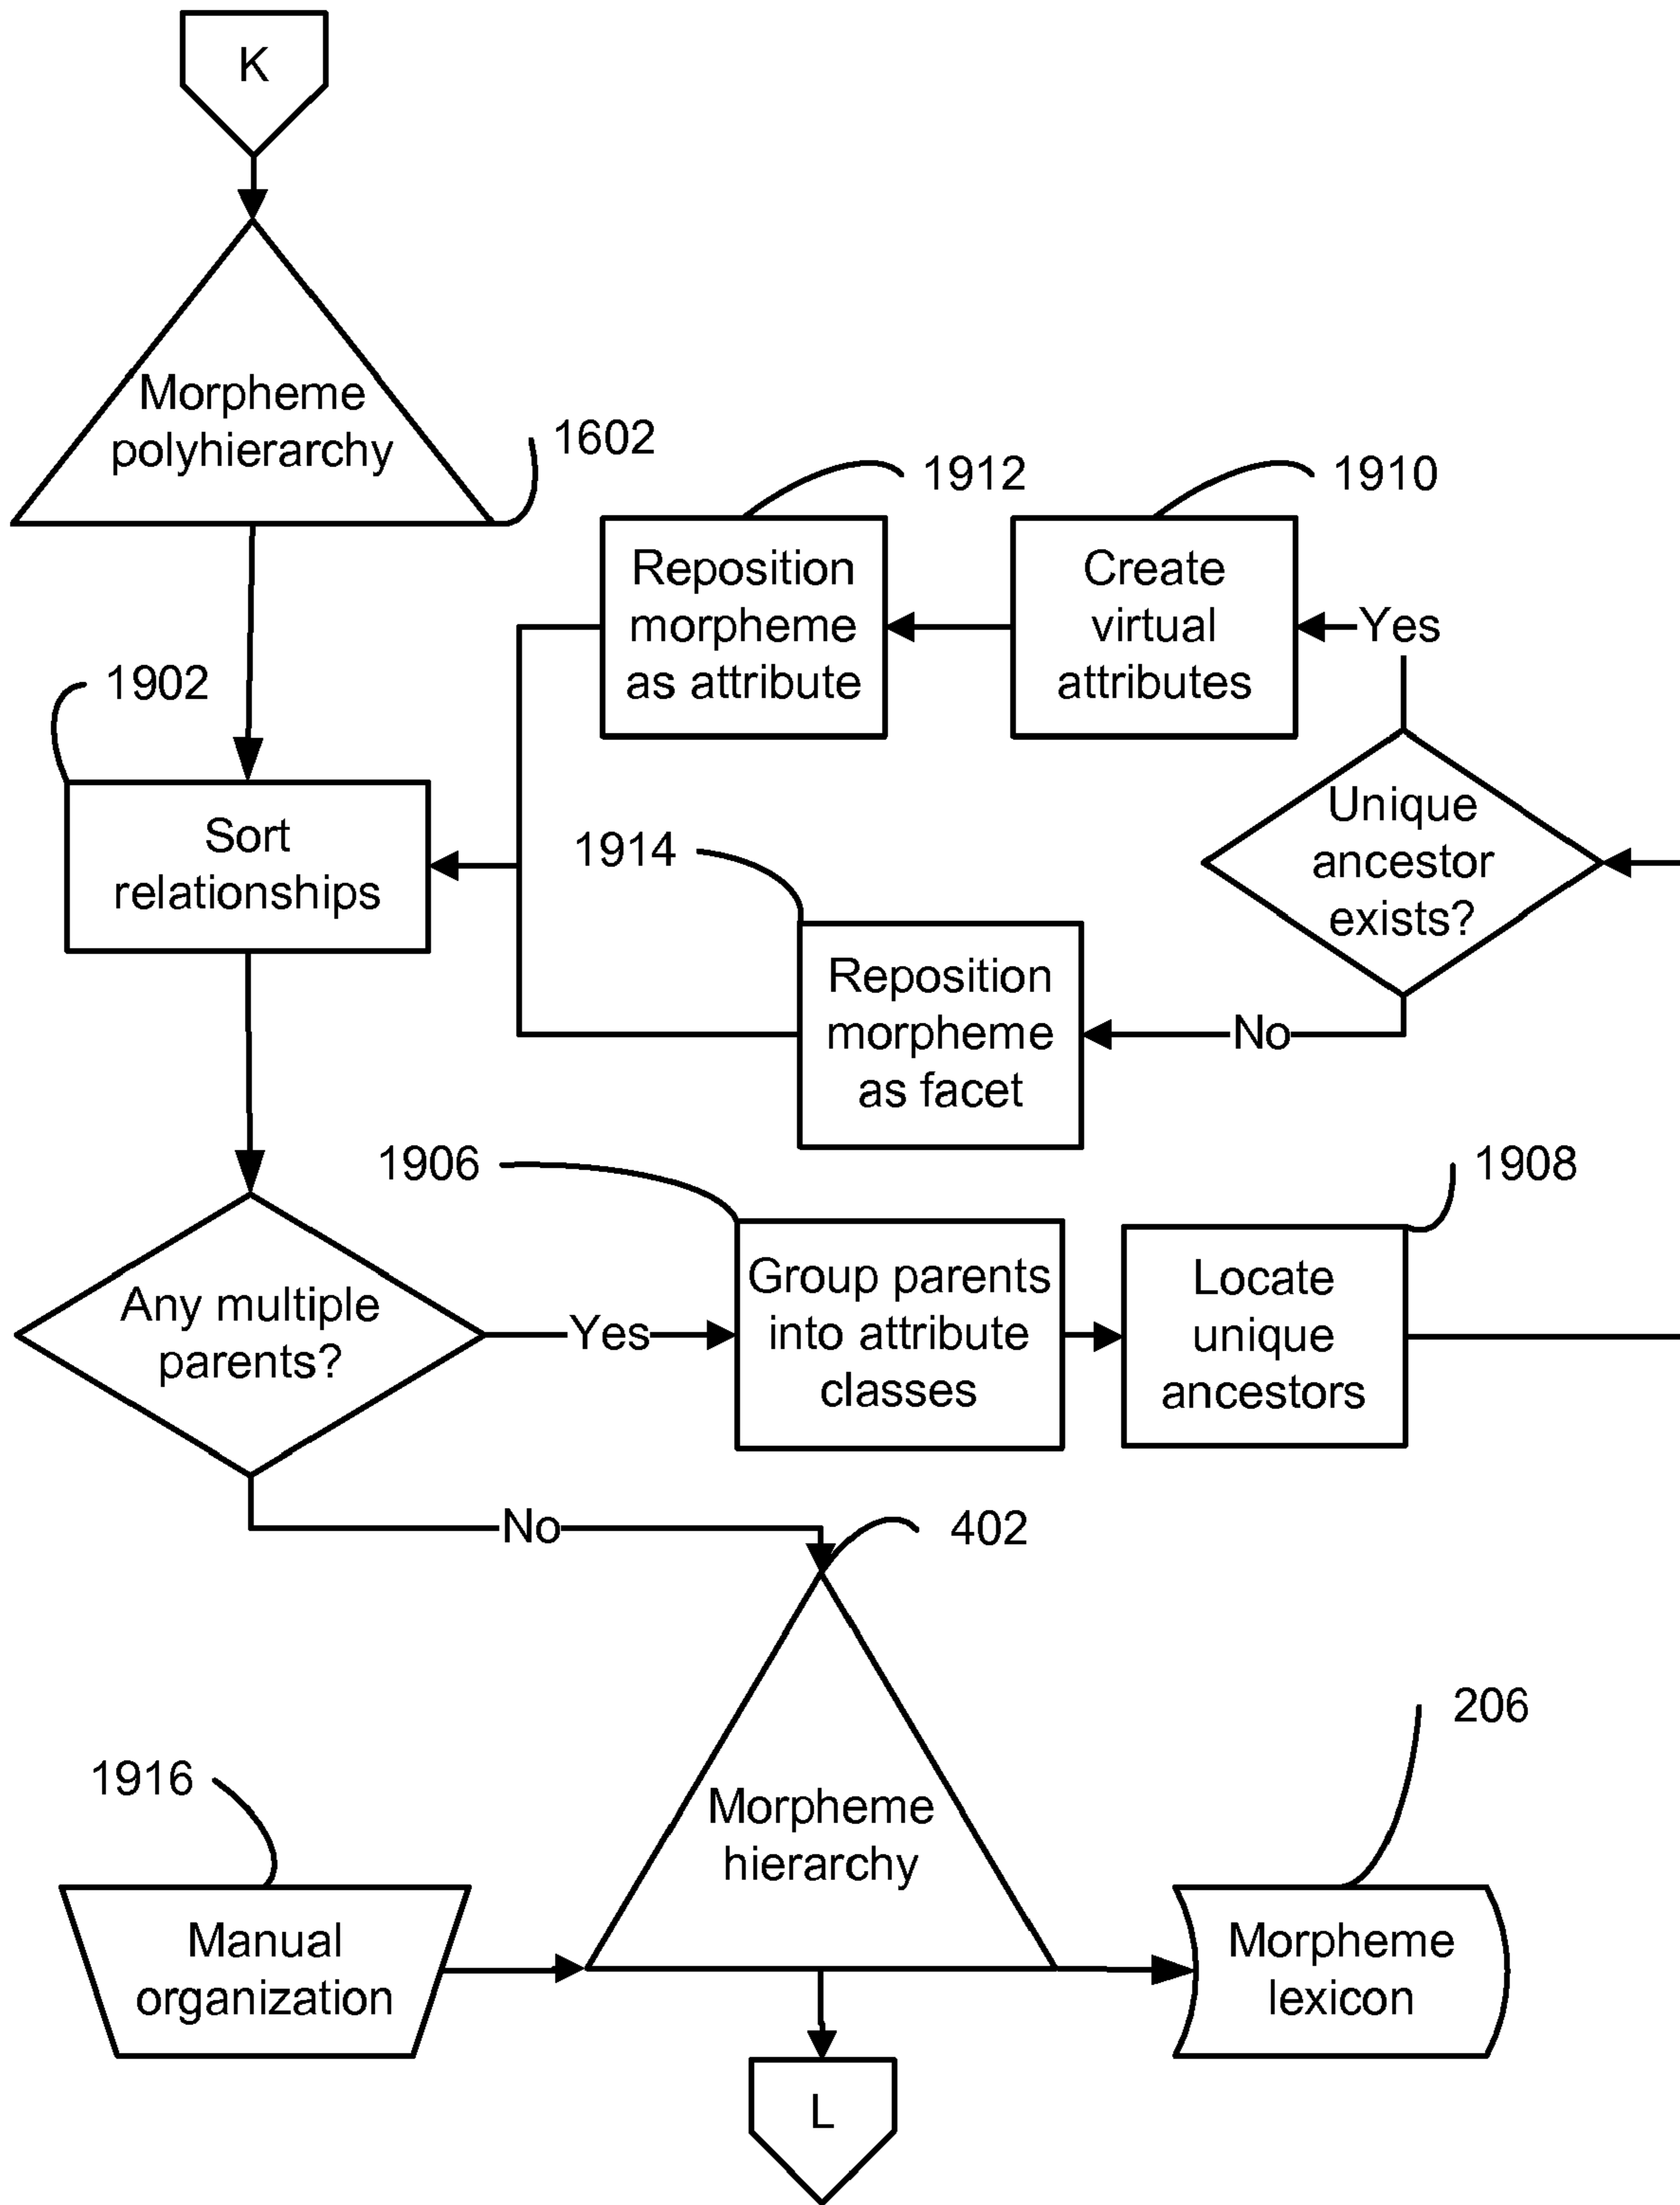 K
Morpheme
polyhierarchy
1602
1912
1910
Reposition
morpheme
as attribute
Create
virtual
attributes
Yes
1902
Sort
relationships
1914
Unique
ancestor
exists?
Reposition
morpheme
as facet
No
1906
1908
Any multiple
parents?
Yes
Group parents
into attribute
classes
Locate
unique
ancestors
No
402
206
1916
Morpheme
hierarchy
Manual
organization
Morpheme
lexicon
L